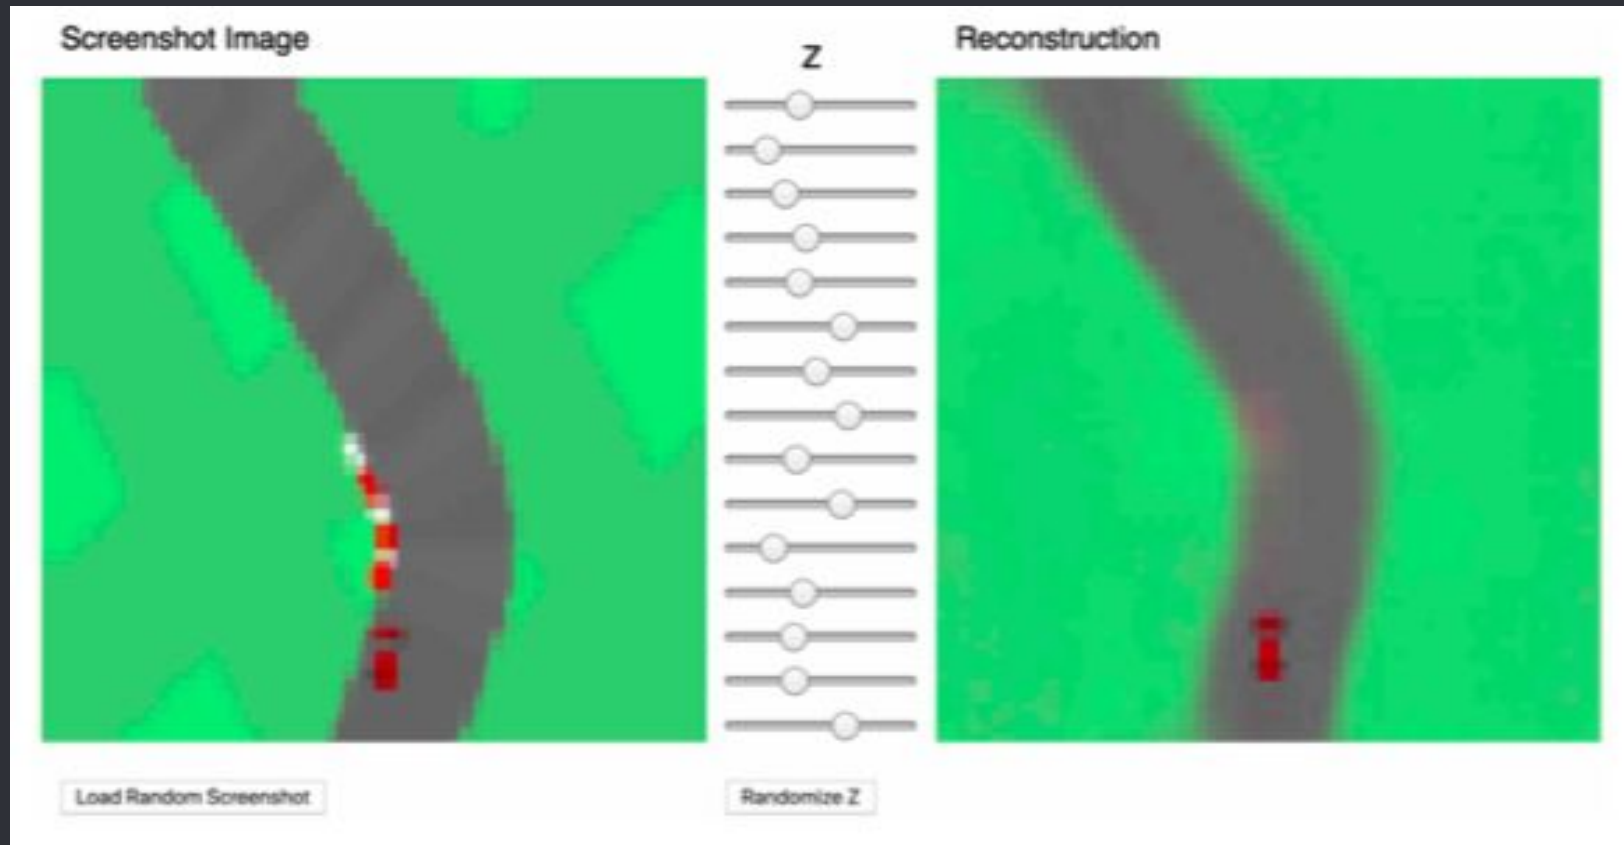 Screenshot Image
Z
Reconstruction
Load Random Screenshot
Randomize Z